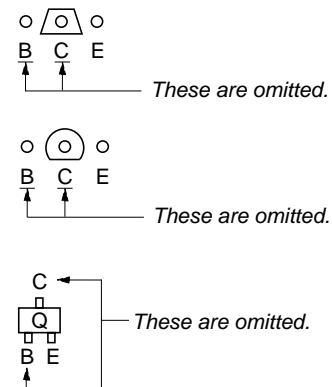 B C E
These are omitted.
B C E
These are omitted.
C
Q
These are omitted.
B E